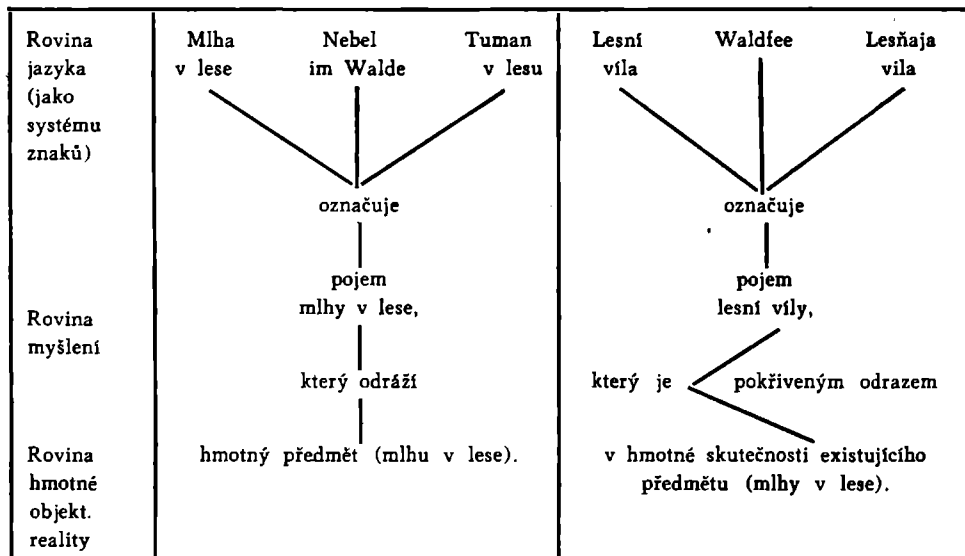 Rovina
jazyka
(jako
systému
znaků)
Mlha
v lese
Nebel
im Walde
Tuman
v lesu
Lesní
víla
Waldfee
Lesňaja
vila
označuje
označuje
Rovina
myšlení
pojem
mlhy v lese,
pojem
lesní víly,
který odráží
který je pokřiveným odrazem
Rovina
hmotné
objekt.
reality
hmotný předmět (mlhu v lese).
v hmotné skutečnosti existujícího
předmětu (mlhy v lese).